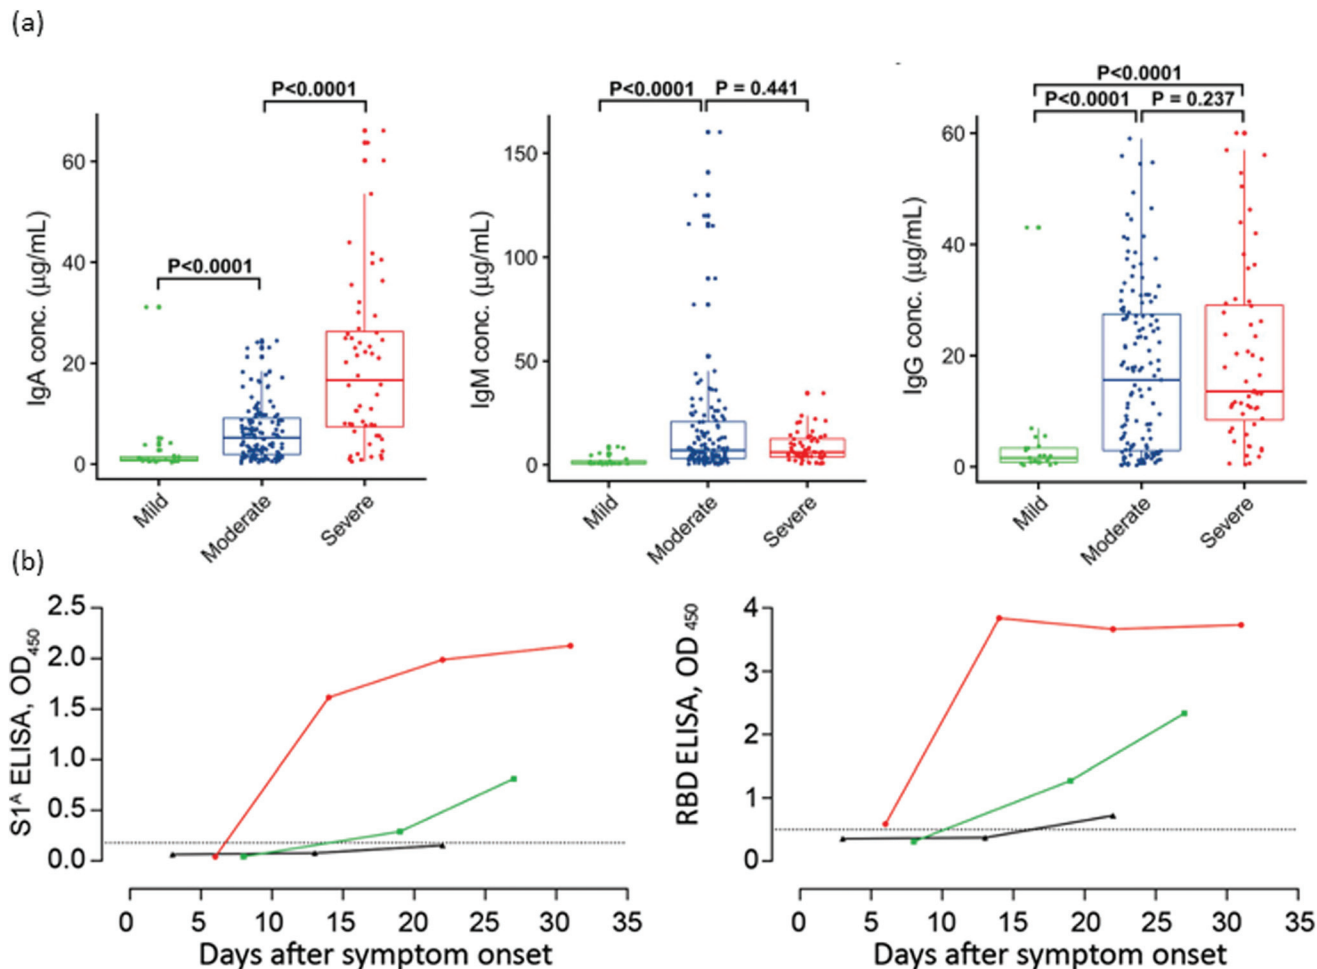 (a)
P<0.0001
P<0.0001
IgA conc. (μg/mL)
60
40
20
0
Mild
Moderate
Severe
P<0.0001
P = 0.441
IgM conc. (μg/mL)
150
100
50
0
Mild
Moderate
Severe
P<0.0001
P<0.0001
P = 0.237
IgG conc. (μg/mL)
60
40
20
0
Mild
Moderate
Severe
(b)
S1ᴬ ELISA, OD₄₅₀
2.5
2.0
1.5
1.0
0.5
0.0
0 5 10 15 20 25 30 35
Days after symptom onset
RBD ELISA, OD ₄₅₀
4
3
2
1
0
0 5 10 15 20 25 30 35
Days after symptom onset